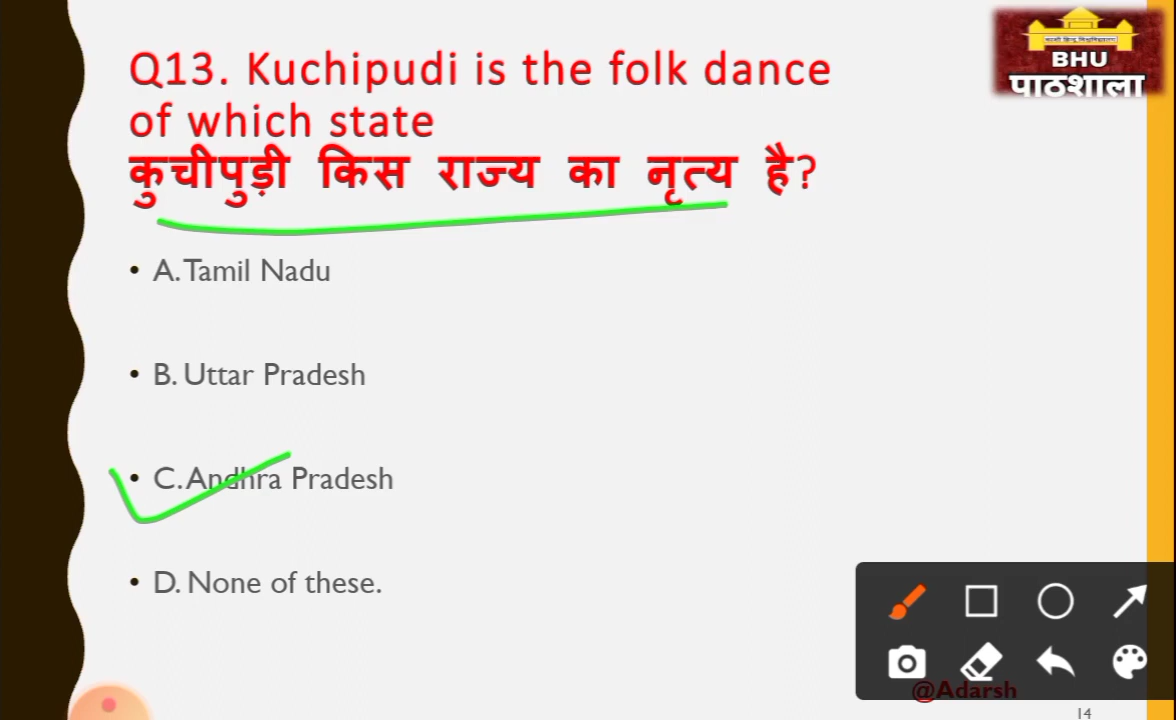 Q13. Kuchipudi is the folk dance
of which state
कुचीपुड़ी किस राज्य का नृत्य है?
BHU
पाठशाला
• A. Tamil Nadu
• B. Uttar Pradesh
• C. Andhra Pradesh
• D. None of these.
@Adarsh
14